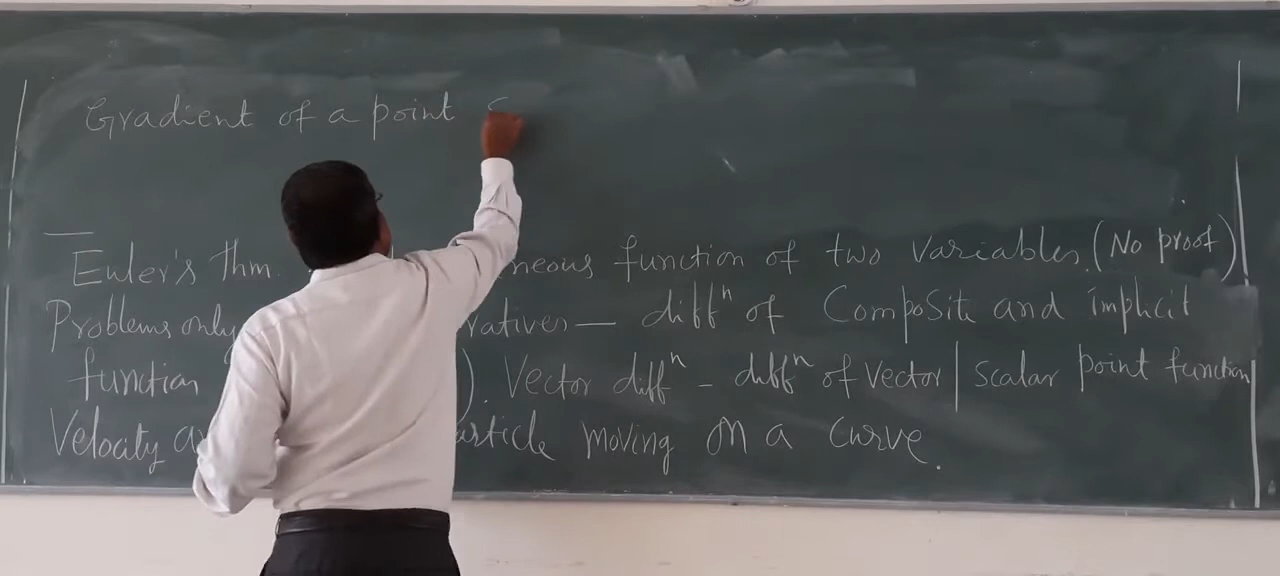 Gradient of a point
Euler's Thm. neous function of two variables. (No proof)
Problems only ratives — diffⁿ of Composite and implicit
function ). Vector diffⁿ - diffⁿ of vector | scalar point function
Velocity a article moving on a curve.